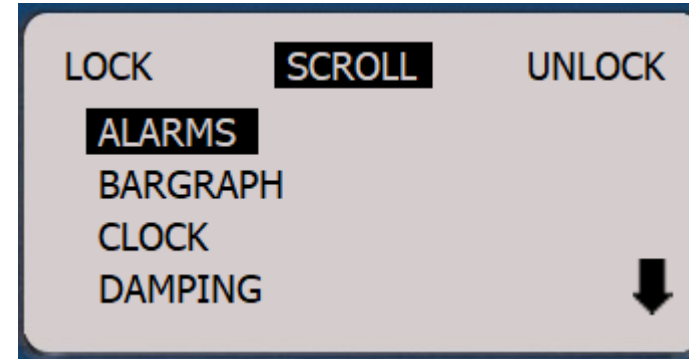 LOCK SCROLL UNLOCK
ALARMS
BARGRAPH
CLOCK
DAMPING